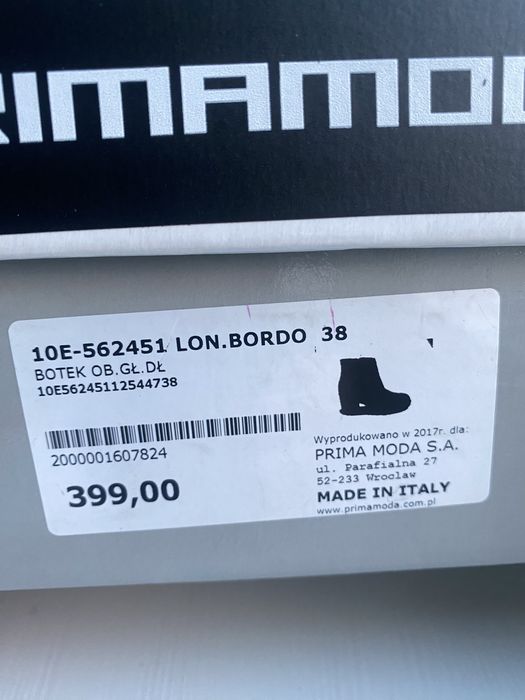 RIMAMOD
10E-562451 LON.BORDO 38
BOTEK OB.GŁ.DŁ
10E56245112544738
2000001607824
399,00
Wyprodukowano w 2017r. dla:
PRIMA MODA S.A.
ul. Parafialna 27
52-233 Wrocław
MADE IN ITALY
www.primamoda.com.pl